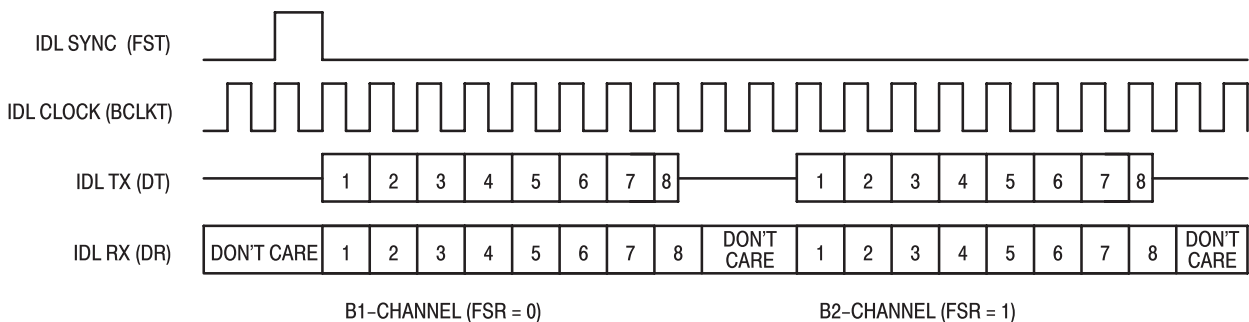 IDL SYNC (FST)
IDL CLOCK (BCLKT)
IDL TX (DT) 1 2 3 4 5 6 7 8 1 2 3 4 5 6 7 8
IDL RX (DR) DON'T CARE 1 2 3 4 5 6 7 8 DON'T CARE 1 2 3 4 5 6 7 8 DON'T CARE
B1–CHANNEL (FSR = 0) B2–CHANNEL (FSR = 1)